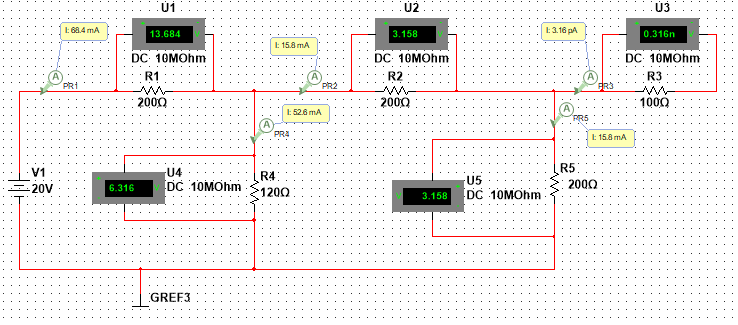 U1
U2
U3
I: 68.4 mA
13.684
V
I: 15.8 mA
3.158
V
I: 3.16 pA
0.316n
V
DC 10MOhm
DC 10MOhm
DC 10MOhm
A
PR1
R1
200Ω
A
PR2
R2
200Ω
A
PR3
R3
100Ω
I: 52.6 mA
A
PR4
A
PR5
I: 15.8 mA
V1
20V
6.316
V
U4
DC 10MOhm
R4
120Ω
V
3.158
U5
DC 10MOhm
R5
200Ω
GREF3